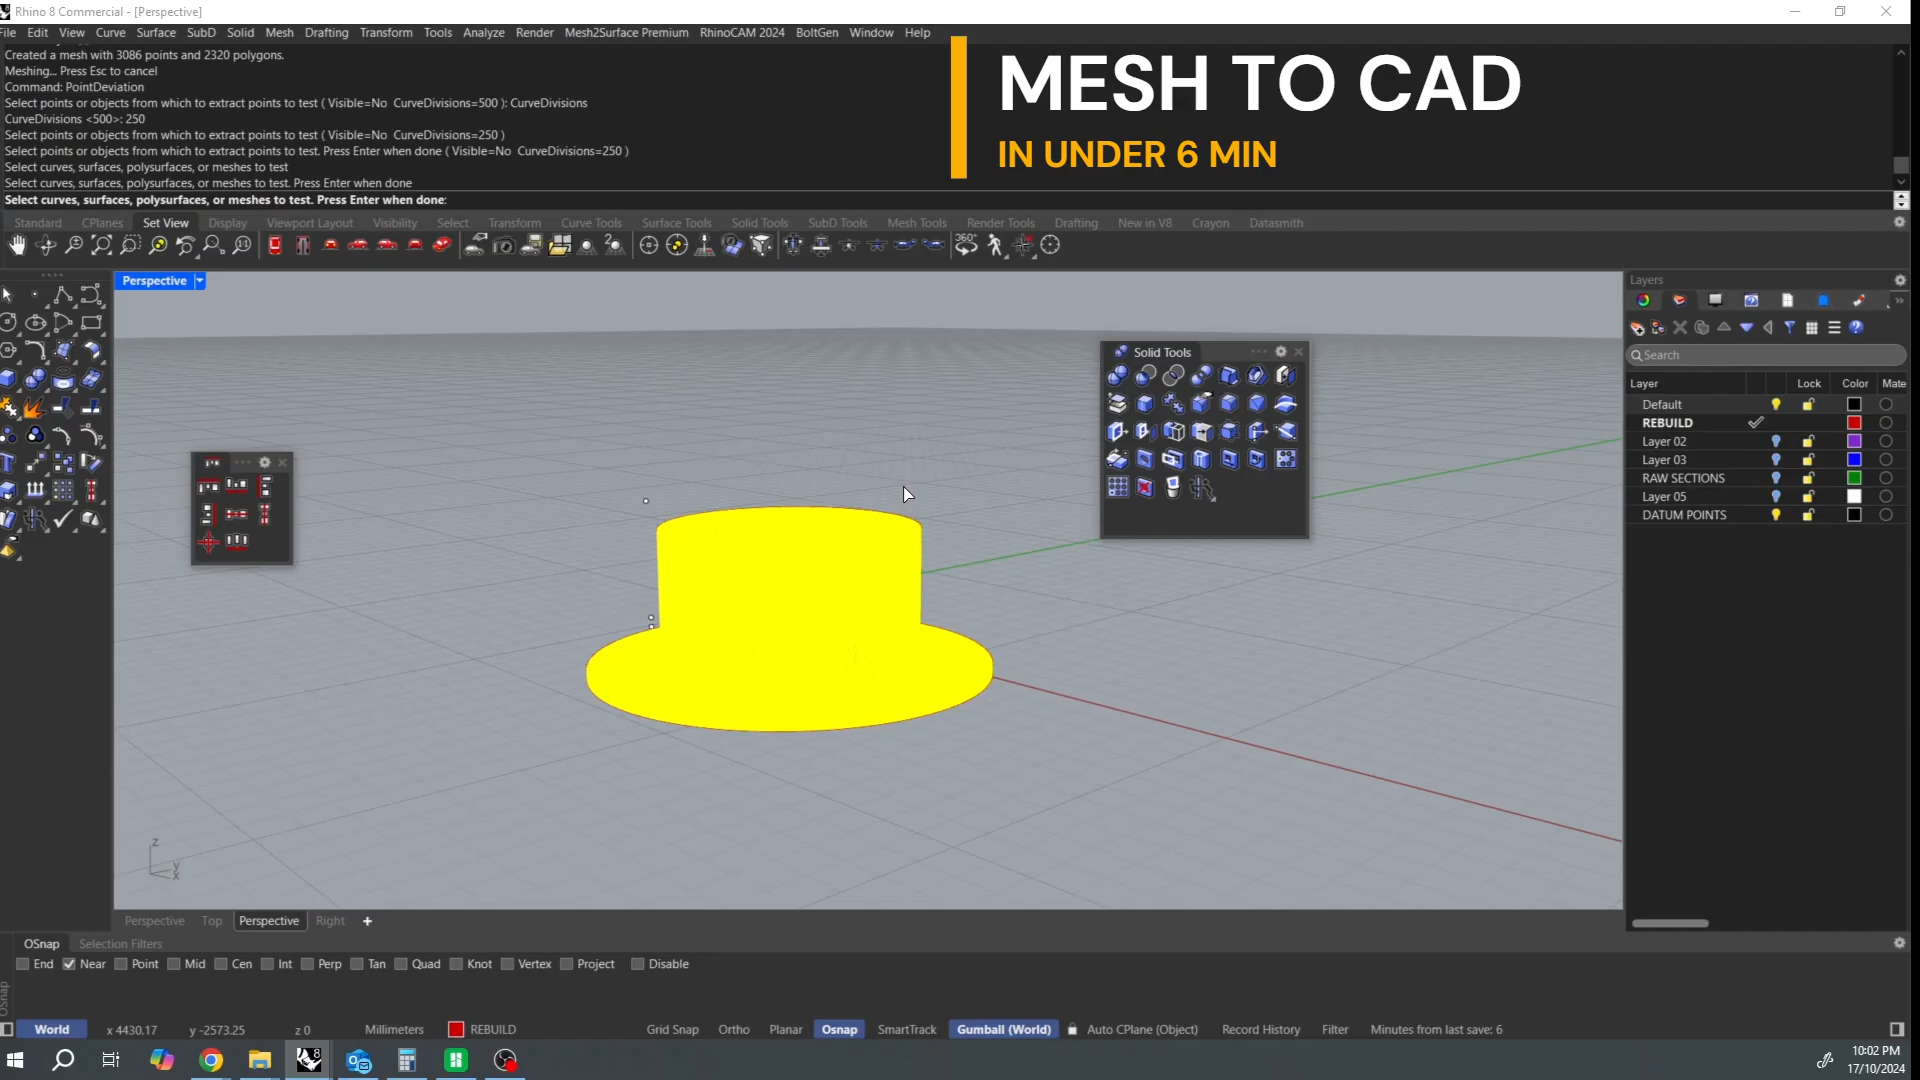 Rhino 8 Commercial - [Perspective]
File Edit View Curve Surface SubD Solid Mesh Drafting Transform Tools Analyze Render Mesh2Surface Premium RhinoCAM 2024 BoltGen Window Help
Created a mesh with 3086 points and 2320 polygons.
Meshing... Press Esc to cancel
Command: PointDeviation
Select points or objects from which to extract points to test ( Visible=No CurveDivisions=500 ): CurveDivisions
CurveDivisions <500>: 250
Select points or objects from which to extract points to test ( Visible=No CurveDivisions=250 )
Select points or objects from which to extract points to test. Press Enter when done ( Visible=No CurveDivisions=250 )
Select curves, surfaces, polysurfaces, or meshes to test
Select curves, surfaces, polysurfaces, or meshes to test. Press Enter when done
Select curves, surfaces, polysurfaces, or meshes to test. Press Enter when done:
MESH TO CAD
IN UNDER 6 MIN
Standard CPlanes Set View Display Viewport Layout Visibility Select Transform Curve Tools Surface Tools Solid Tools SubD Tools Mesh Tools Render Tools Drafting New in V8 Crayon Datasmith
Perspective
Solid Tools
z
y
x
Layers
Search
Layer Lock Color Mate
Default
REBUILD
Layer 02
Layer 03
RAW SECTIONS
Layer 05
DATUM POINTS
Perspective Top Perspective Right
OSnap Selection Filters
End Near Point Mid Cen Int Perp Tan Quad Knot Vertex Project Disable
OSnap
World x 4430.17 y -2573.25 z 0 Millimeters REBUILD Grid Snap Ortho Planar Osnap SmartTrack Gumball (World) Auto CPlane (Object) Record History Filter Minutes from last save: 6
10:02 PM
17/10/2024